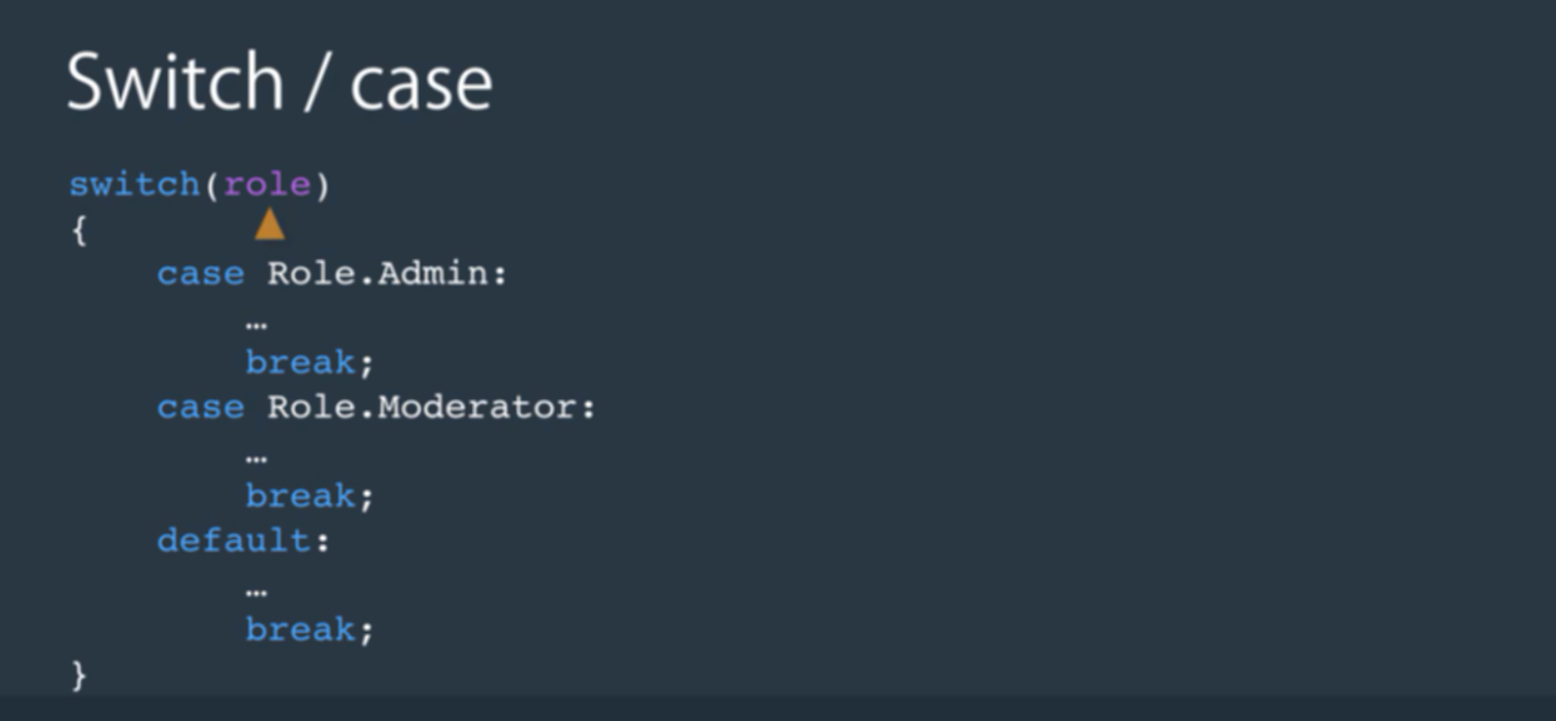 Switch / case
switch(role)
{
case Role.Admin:
…
break;
case Role.Moderator:
…
break;
default:
…
break;
}